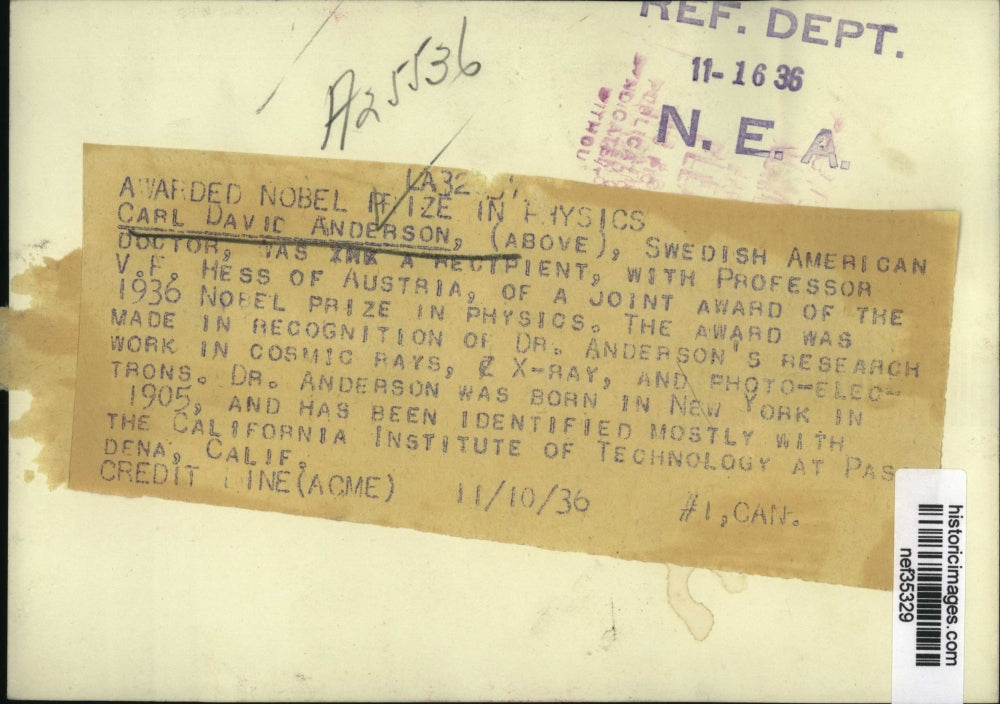 REF. DEPT.
11-16 36
N. E. A.
A25536
AWARDED NOBEL PRIZE IN PHYSICS
CARL DAVID ANDERSON, (ABOVE), SWEDISH AMERICAN
DOCTOR, WAS A RECIPIENT, WITH PROFESSOR
V.F. HESS OF AUSTRIA, OF A JOINT AWARD OF THE
1936 NOBEL PRIZE IN PHYSICS. THE AWARD WAS
MADE IN RECOGNITION OF DR. ANDERSON'S RESEARCH
WORK IN COSMIC RAYS, X-RAY, AND PHOTO-ELEC-
TRONS. DR. ANDERSON WAS BORN IN NEW YORK IN
1905, AND HAS BEEN IDENTIFIED MOSTLY WITH
THE CALIFORNIA INSTITUTE OF TECHNOLOGY AT PAS
DENA, CALIF.
CREDIT LINE(ACME) 11/10/36 #1,CAN.
historicimages.com
nef35329